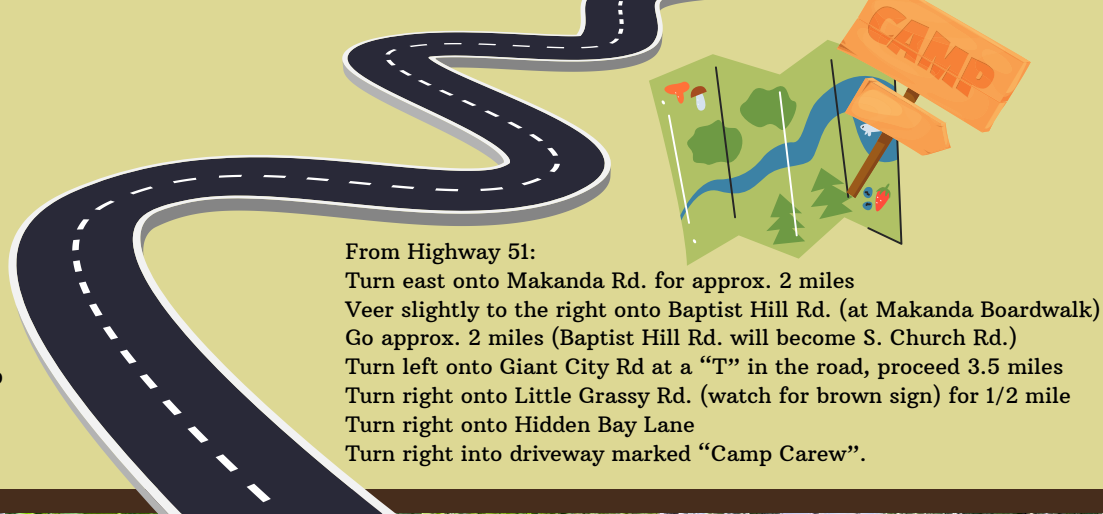 CAMP
From Highway 51:
Turn east onto Makanda Rd. for approx. 2 miles
Veer slightly to the right onto Baptist Hill Rd. (at Makanda Boardwalk)
Go approx. 2 miles (Baptist Hill Rd. will become S. Church Rd.)
Turn left onto Giant City Rd at a “T” in the road, proceed 3.5 miles
Turn right onto Little Grassy Rd. (watch for brown sign) for 1/2 mile
Turn right onto Hidden Bay Lane
Turn right into driveway marked “Camp Carew”.